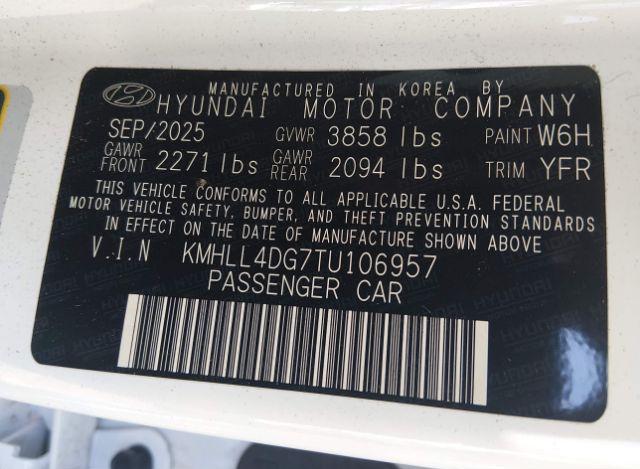 MANUFACTURED IN KOREA BY
HYUNDAI MOTOR COMPANY
SEP/2025 GVWR 3858 lbs PAINT W6H
GAWR FRONT 2271 lbs GAWR REAR 2094 lbs TRIM YFR
THIS VEHICLE CONFORMS TO ALL APPLICABLE U.S.A. FEDERAL
MOTOR VEHICLE SAFETY, BUMPER, AND THEFT PREVENTION STANDARDS
IN EFFECT ON THE DATE OF MANUFACTURE SHOWN ABOVE
V.I.N KMHLL4DG7TU106957
PASSENGER CAR